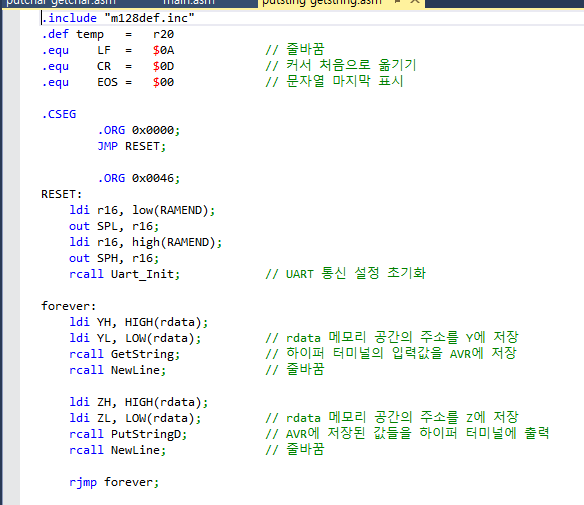 putchar getchar.asm main.asm putsting getstring.asm
.include "m128def.inc"
.def temp = r20
.equ LF = $0A // 줄바꿈
.equ CR = $0D // 커서 처음으로 옮기기
.equ EOS = $00 // 문자열 마지막 표시
.CSEG
.ORG 0x0000;
JMP RESET;
.ORG 0x0046;
RESET:
ldi r16, low(RAMEND);
out SPL, r16;
ldi r16, high(RAMEND);
out SPH, r16;
rcall Uart_Init; // UART 통신 설정 초기화
forever:
ldi YH, HIGH(rdata);
ldi YL, LOW(rdata); // rdata 메모리 공간의 주소를 Y에 저장
rcall GetString; // 하이퍼 터미널의 입력값을 AVR에 저장
rcall NewLine; // 줄바꿈
ldi ZH, HIGH(rdata);
ldi ZL, LOW(rdata); // rdata 메모리 공간의 주소를 Z에 저장
rcall PutStringD; // AVR에 저장된 값들을 하이퍼 터미널에 출력
rcall NewLine; // 줄바꿈
rjmp forever;